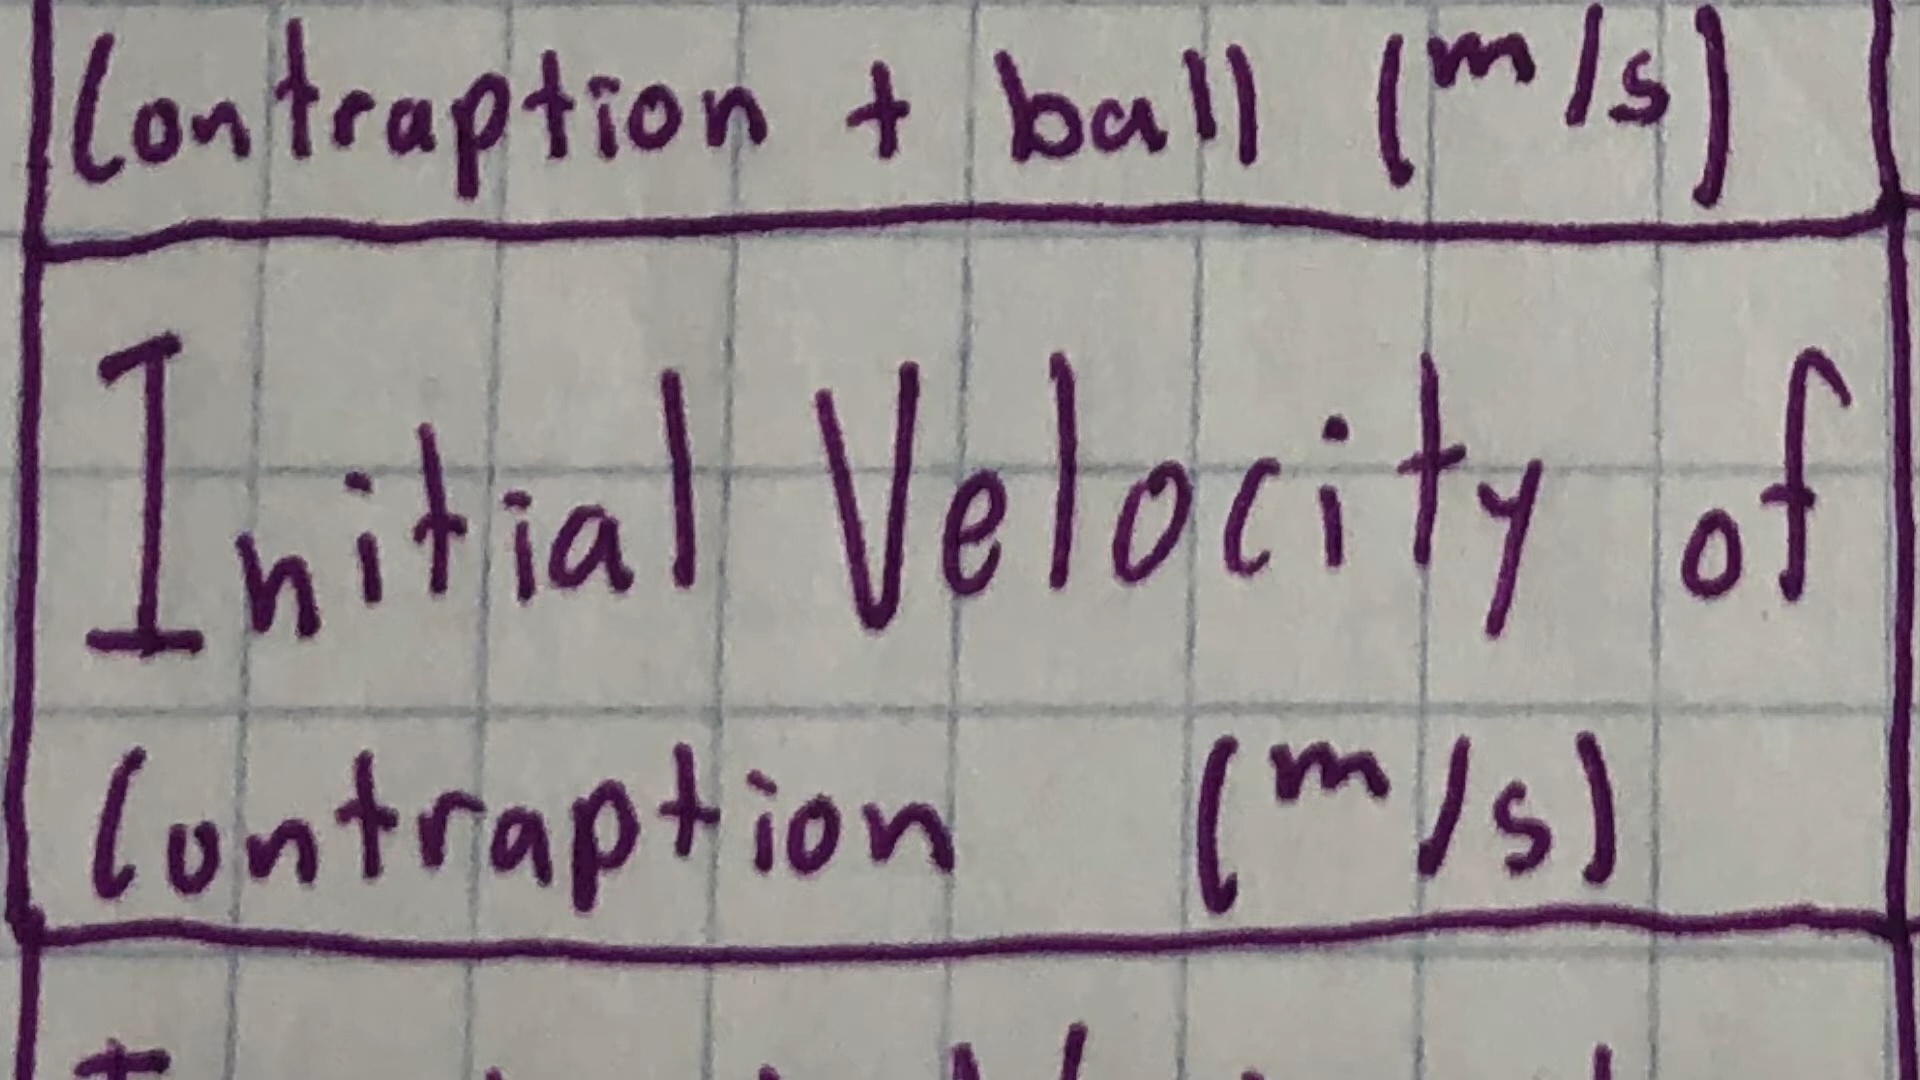 Contraption + ball (m/s)
Initial Velocity of
Contraption (m/s)